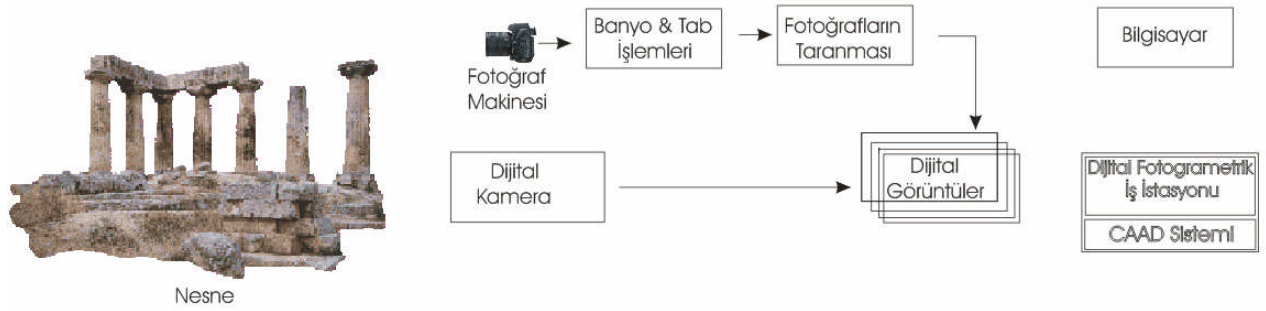 Nesne
Fotoğraf
Makinesi
Banyo & Tab
İşlemleri
Fotoğrafların
Taranması
Bilgisayar
Dijital
Kamera
Dijital
Görüntüler
Dijital Fotogrametrik
İş İstasyonu
CAAD Sistemi